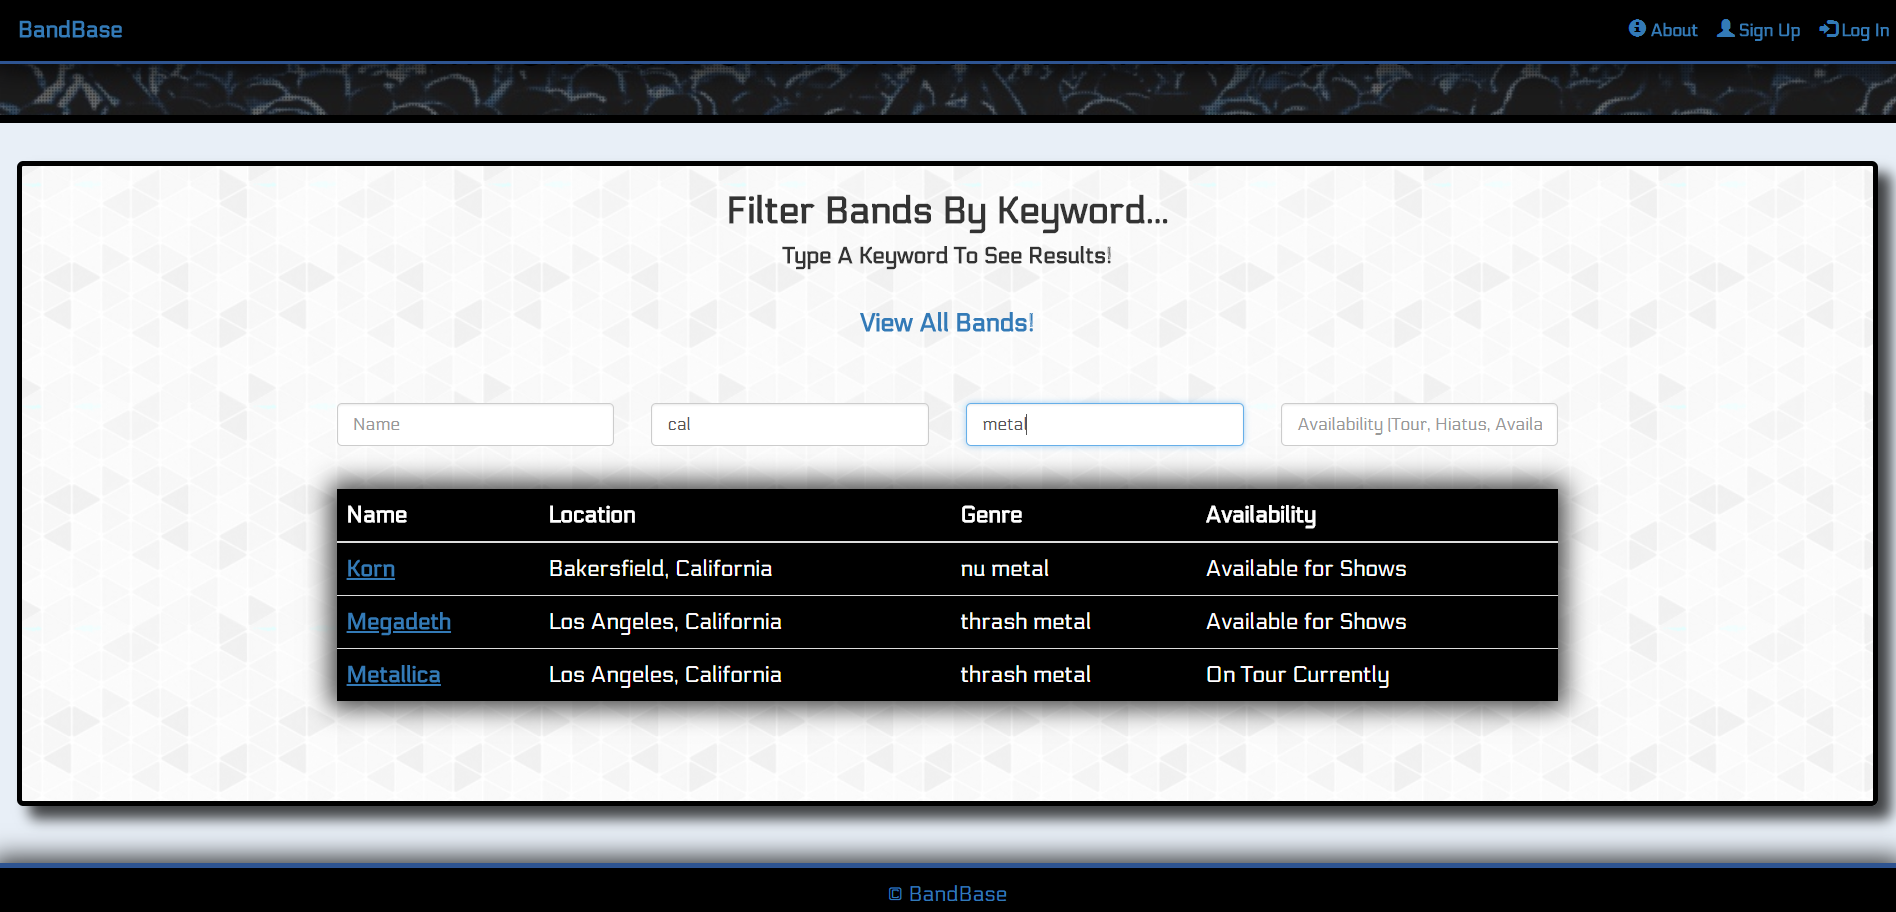 BandBase
About Sign Up Log In
Filter Bands By Keyword...
Type A Keyword To See Results!
View All Bands!
Name cal metal Availability (Tour, Hiatus, Availa
Name Location Genre Availability
Korn Bakersfield, California nu metal Available for Shows
Megadeth Los Angeles, California thrash metal Available for Shows
Metallica Los Angeles, California thrash metal On Tour Currently
© BandBase